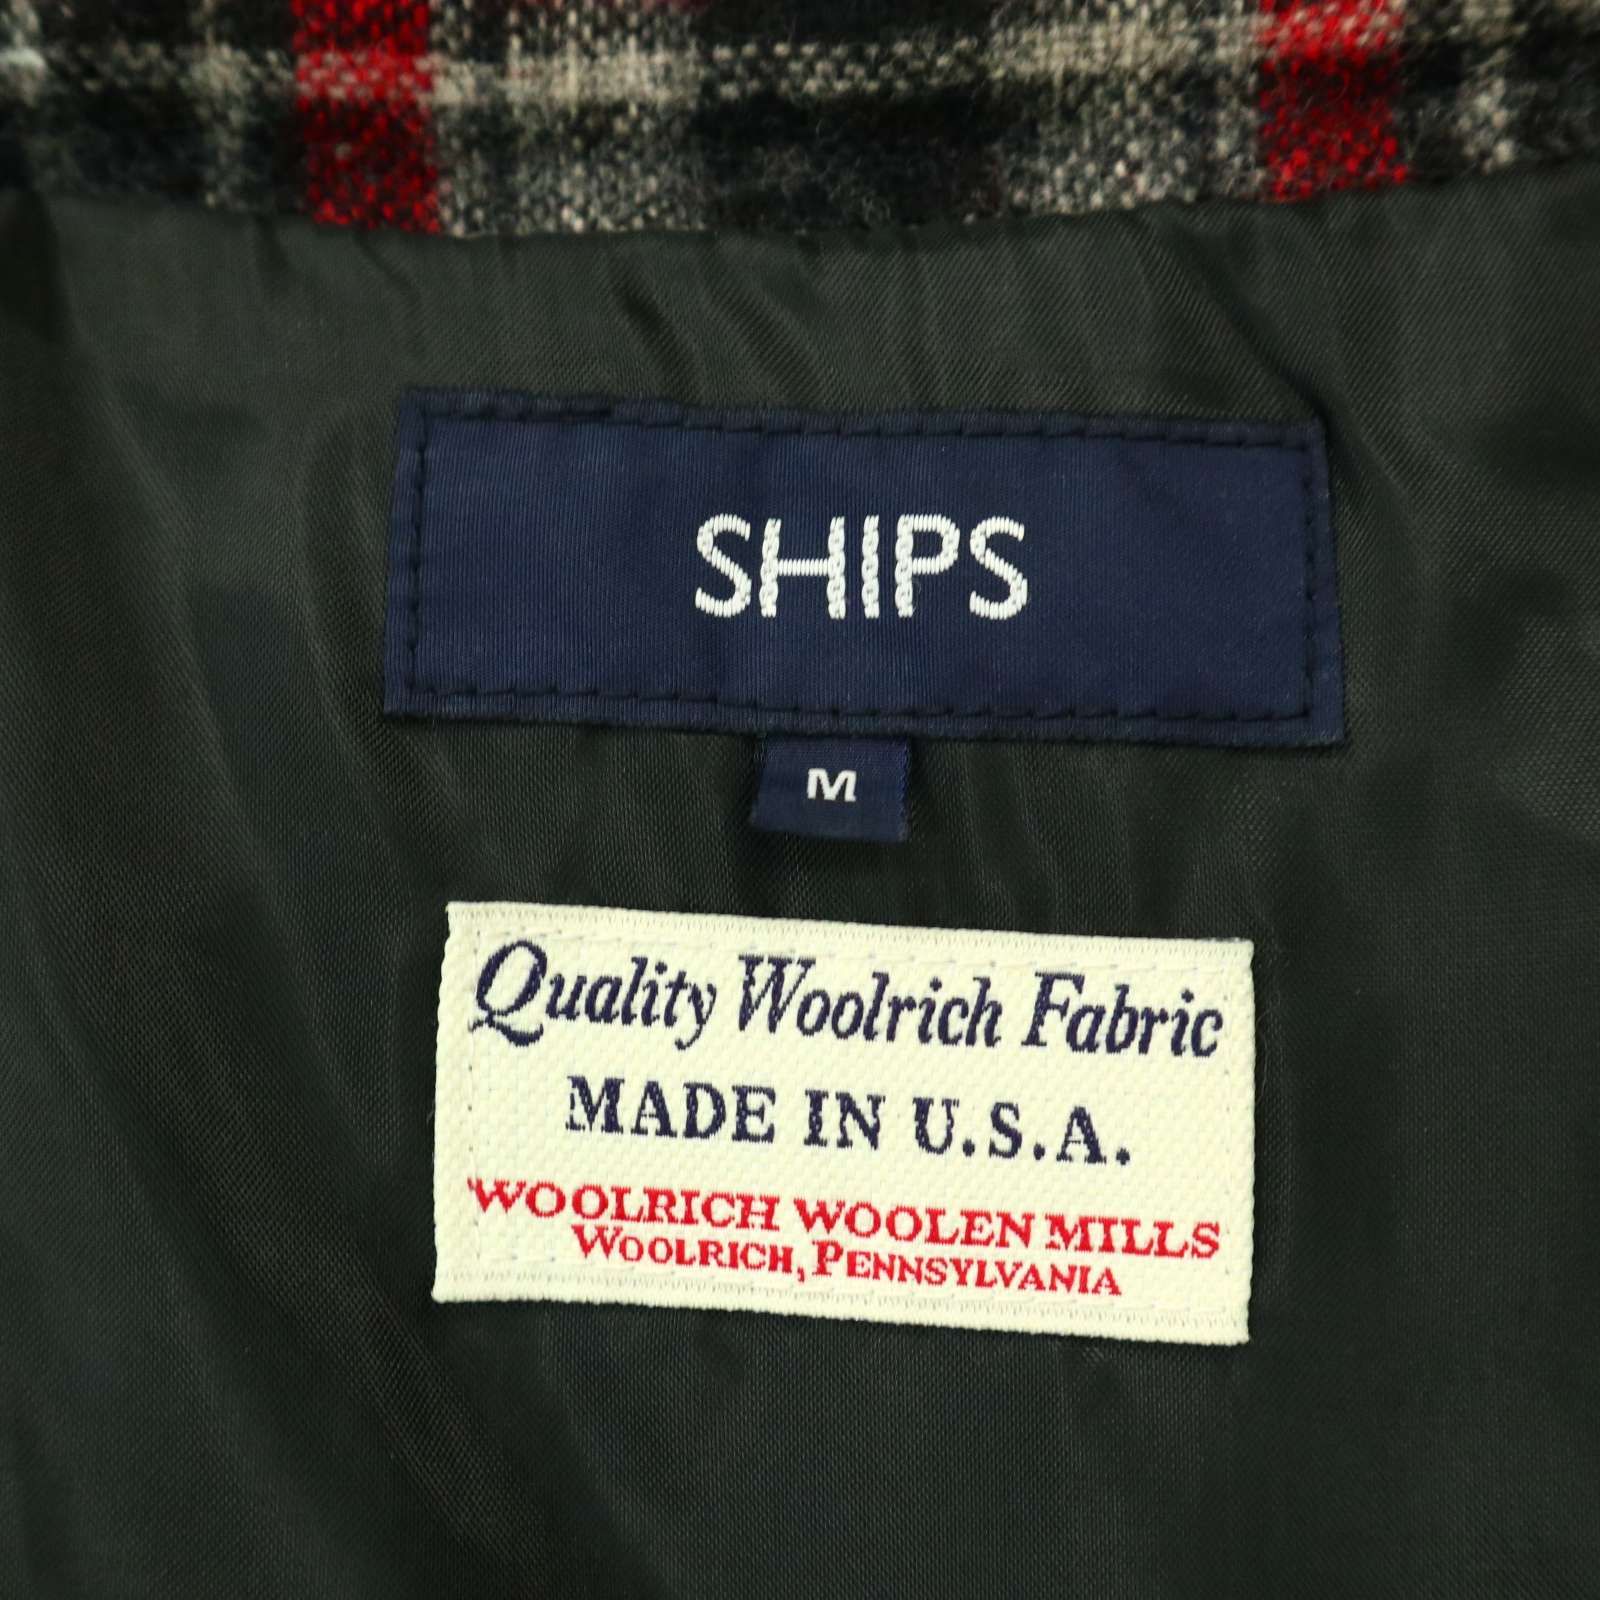 SHIPS
M
Quality Woolrich Fabric
MADE IN U.S.A.
WOOLRICH WOOLEN MILLS
WOOLRICH, PENNSYLVANIA